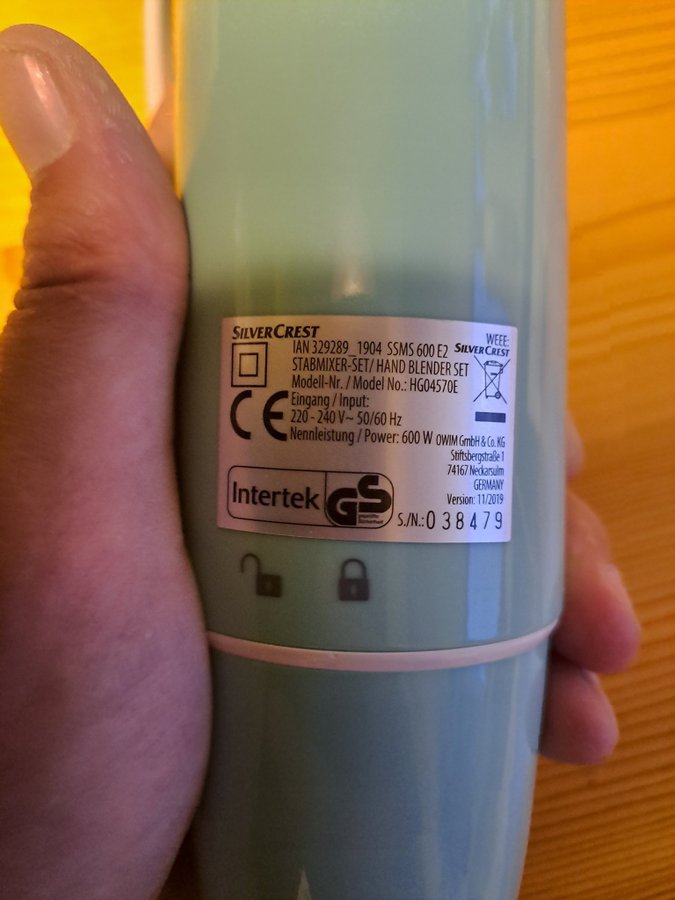 SILVERCREST
IAN 329289_1904 SSMS 600 E2
STABMIXER-SET/ HAND BLENDER SET
Modell-Nr. / Model No.: HG04570E
Eingang / Input:
220 - 240 V~ 50/60 Hz
Nennleistung / Power: 600 W
WEEE:
SILVERCREST
CE
OWIM GmbH & Co. KG
Stiftsbergstraße 1
74167 Neckarsulm
GERMANY
Version: 11/2019
Intertek
GS
geprüfte
Sicherheit
S./N.: 038479